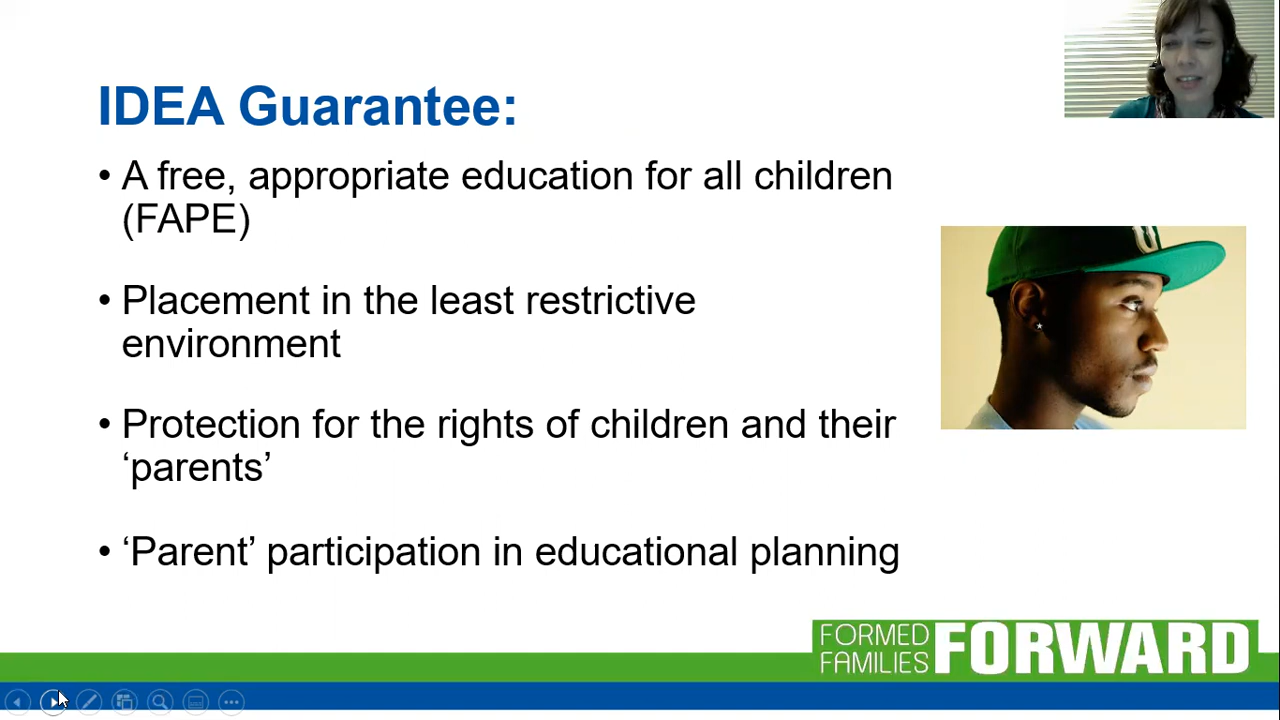 IDEA Guarantee:
• A free, appropriate education for all children
(FAPE)
• Placement in the least restrictive
environment
• Protection for the rights of children and their
‘parents’
• ‘Parent’ participation in educational planning
FORMED
FAMILIES
FORWARD